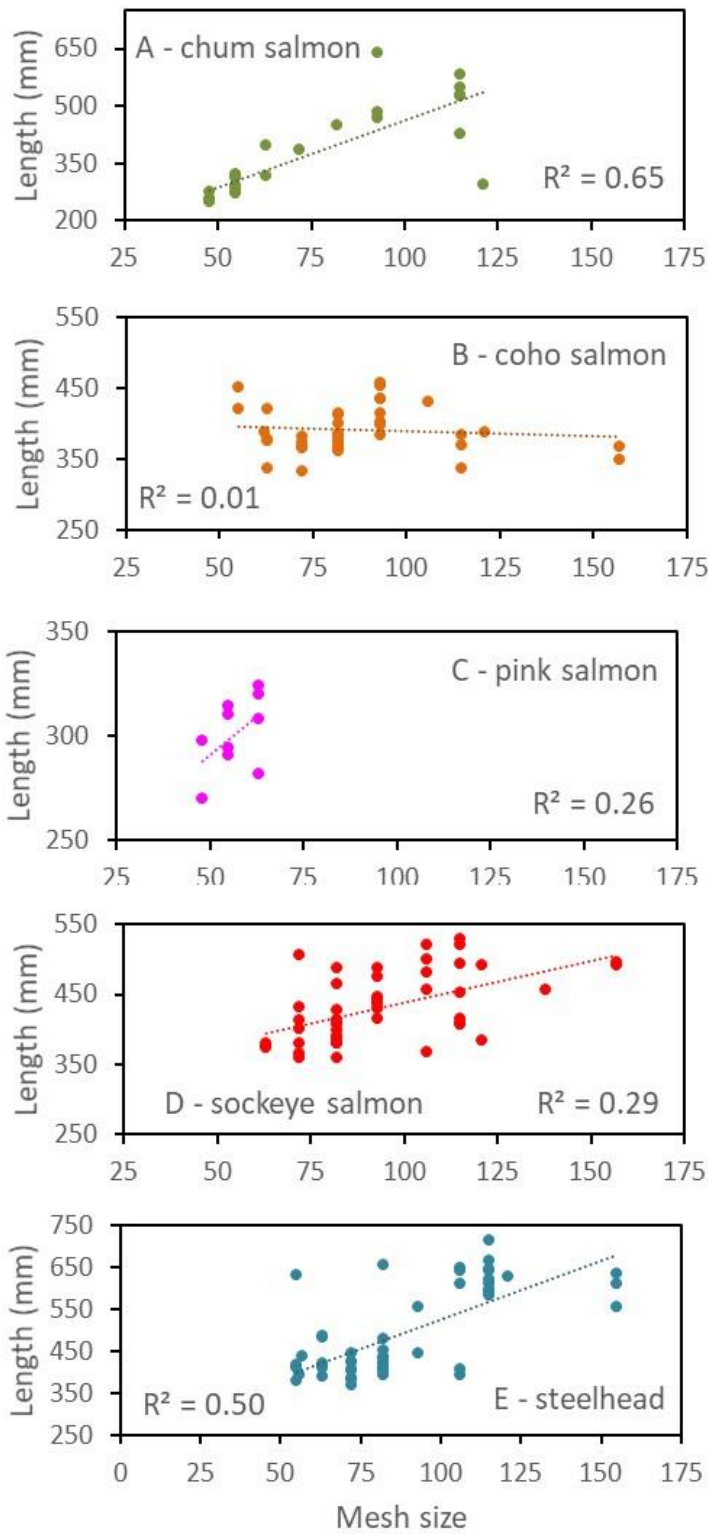 Length (mm)
650
500
350
200
A - chum salmon
R² = 0.65
25 50 75 100 125 150 175
Length (mm)
550
450
350
250
B - coho salmon
R² = 0.01
25 50 75 100 125 150 175
Length (mm)
350
300
250
C - pink salmon
R² = 0.26
25 50 75 100 125 150 175
Length (mm)
550
450
350
250
D - sockeye salmon
R² = 0.29
25 50 75 100 125 150 175
Length (mm)
750
650
550
450
350
250
R² = 0.50
E - steelhead
0 25 50 75 100 125 150 175
Mesh size